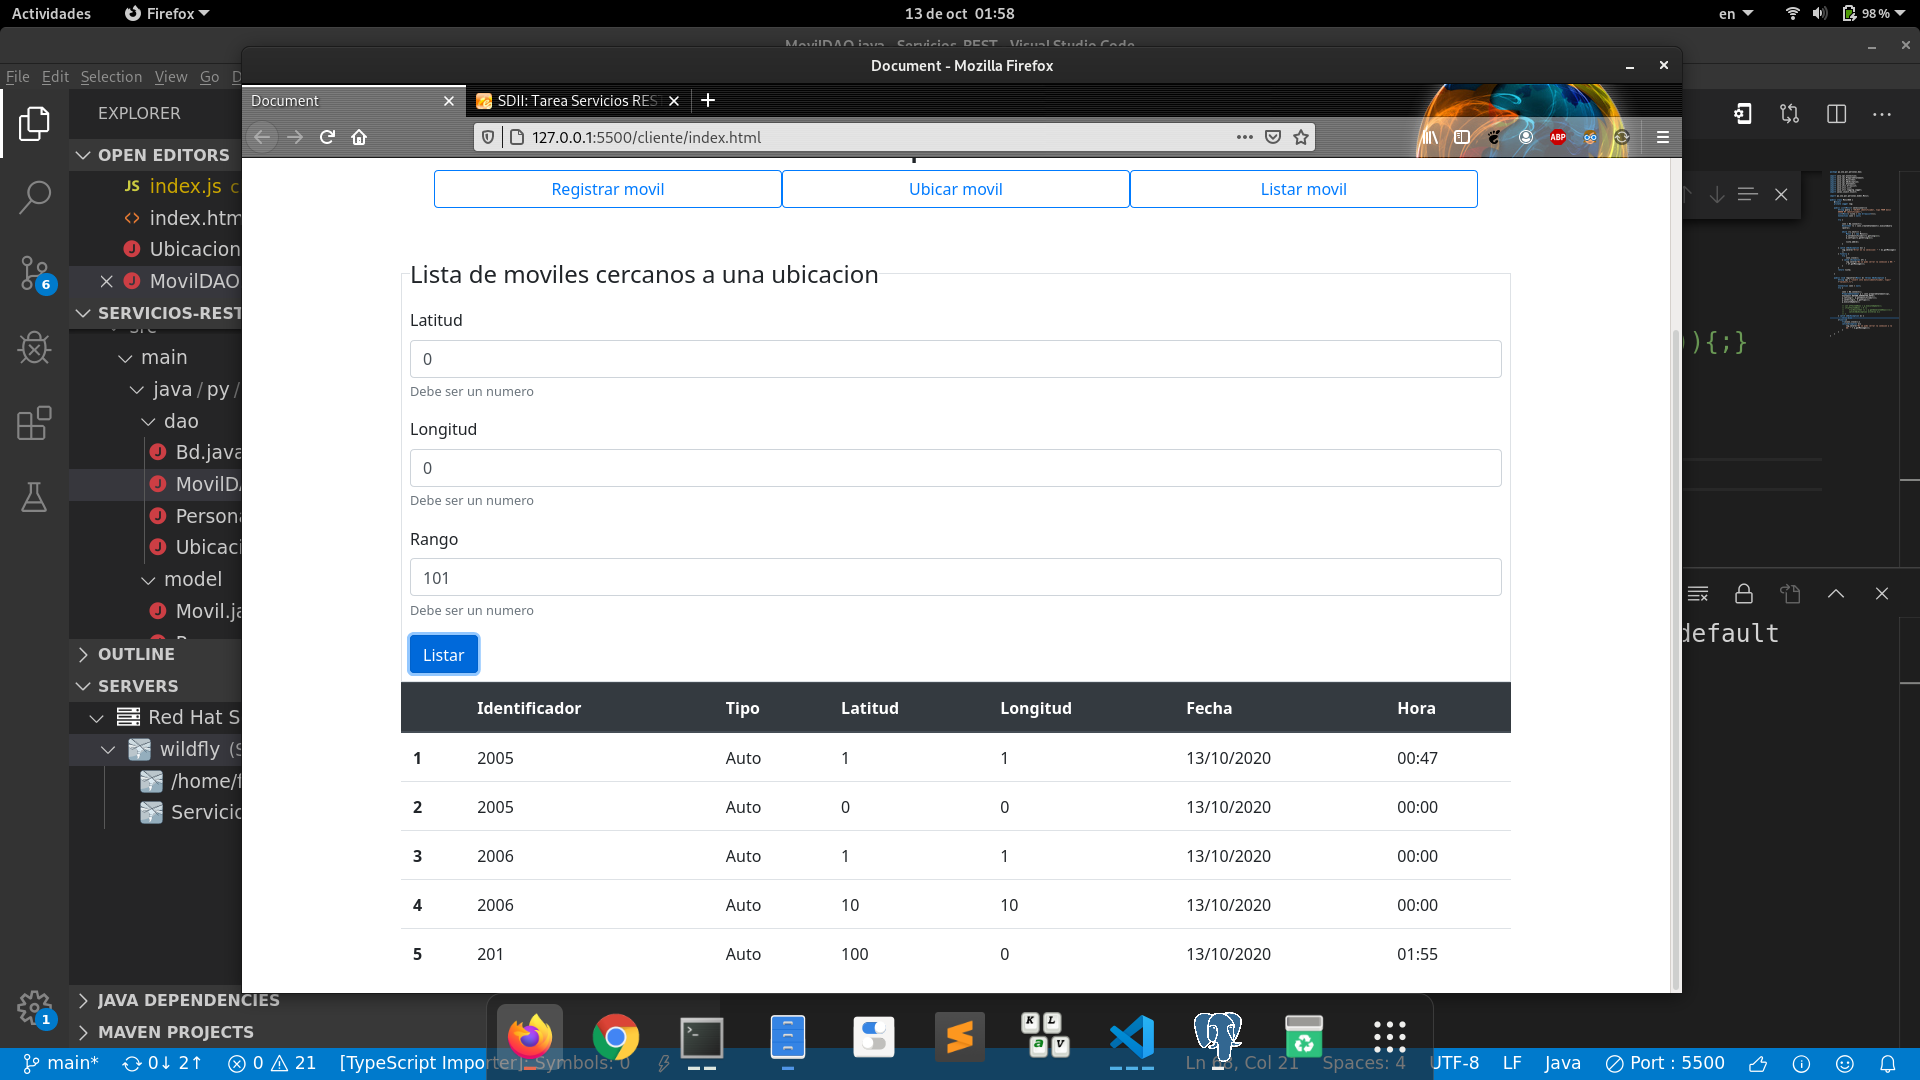 Actividades Firefox 13 de oct 01:58 en 98%
MovilDAO.java - Servicios-REST - Visual Studio Code
Document - Mozilla Firefox
File Edit Selection View Go
Document
SDII: Tarea Servicios REST
127.0.0.1:5500/cliente/index.html
ABP
EXPLORER
OPEN EDITORS
JS index.js c
index.htm
Ubicacion
MovilDAO
SERVICIOS-REST
src
main
java/py/
dao
Bd.java
MovilDA
Persona
Ubicaci
model
Movil.ja
OUTLINE
SERVERS
Red Hat S
wildfly (S
/home/f
Servicio
JAVA DEPENDENCIES
MAVEN PROJECTS
6
1
Registrar movil Ubicar movil Listar movil
Lista de moviles cercanos a una ubicacion
Latitud
0
Debe ser un numero
Longitud
0
Debe ser un numero
Rango
101
Debe ser un numero
Listar
Identificador Tipo Latitud Longitud Fecha Hora
1 2005 Auto 1 1 13/10/2020 00:47
2 2005 Auto 0 0 13/10/2020 00:00
3 2006 Auto 1 1 13/10/2020 00:00
4 2006 Auto 10 10 13/10/2020 00:00
5 201 Auto 100 0 13/10/2020 01:55
)){;}
default
K L a v
main* 0↓ 2↑ 0 21 [TypeScript Importer]: Symbols: 0 Spaces: 4 UTF-8 LF Java Port : 5500